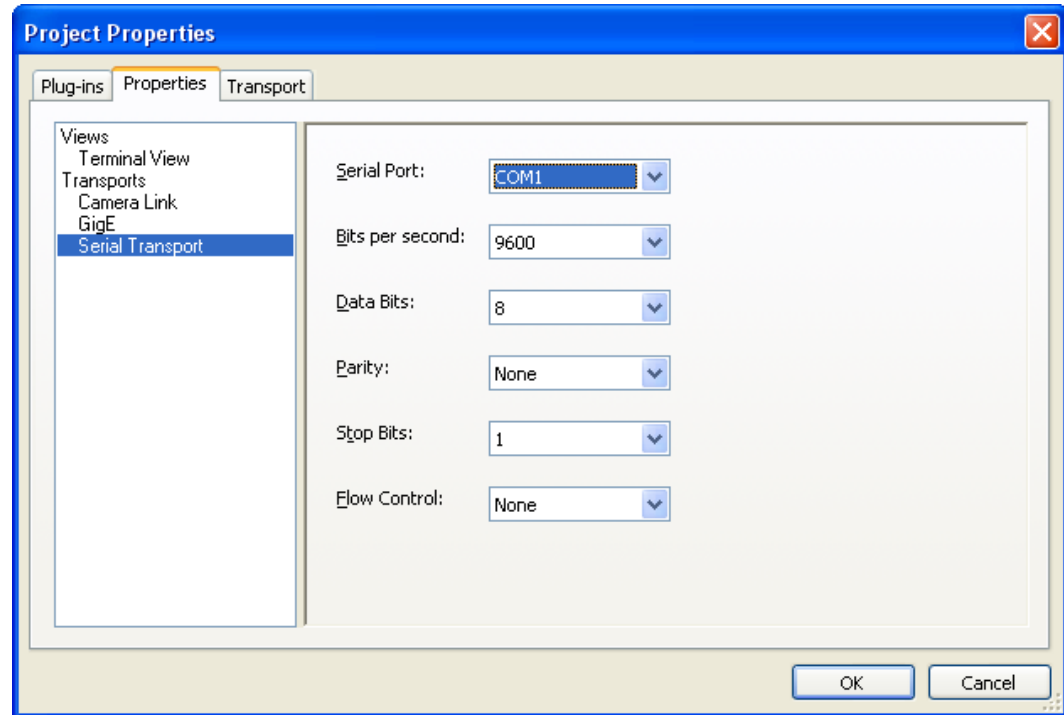 Project Properties
Plug-ins Properties Transport
Views
Terminal View
Transports
Camera Link
GigE
Serial Transport
Serial Port: COM1
Bits per second: 9600
Data Bits: 8
Parity: None
Stop Bits: 1
Flow Control: None
OK Cancel